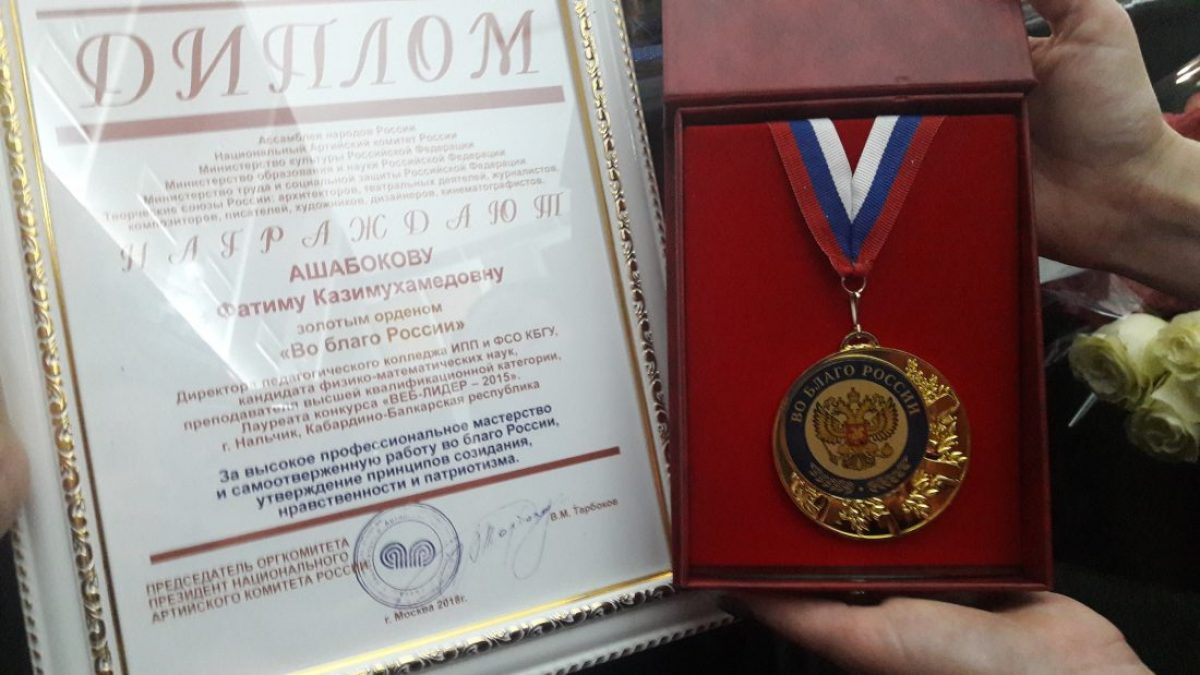 ДИПЛОМ
Ассамблея народов России
Национальный Артийский комитет России
Министерство культуры Российской Федерации
Министерство образования и науки Российской Федерации
Министерство труда и социальной защиты Российской Федерации
Творческие союзы России: архитекторов, театральных деятелей, журналистов,
композиторов, писателей, художников, дизайнеров, кинематографистов.
НАГРАЖДАЮТ
АШАБОКОВУ
Фатиму Казимухамедовну
золотым орденом
«Во благо России»
Директора педагогического колледжа ИПП и ФСО КБГУ,
кандидата физико-математических наук,
преподавателя высшей квалификационной категории,
Лауреата конкурса «ВЕБ-ЛИДЕР – 2015».
г. Нальчик, Кабардино-Балкарская республика
За высокое профессиональное мастерство
и самоотверженную работу во благо России,
утверждение принципов созидания,
нравственности и патриотизма.
ПРЕДСЕДАТЕЛЬ ОРГКОМИТЕТА
ПРЕЗИДЕНТ НАЦИОНАЛЬНОГО
АРТИЙСКОГО КОМИТЕТА РОССИИ
В.М. Тарбоков
г. Москва 2018г.
ВО БЛАГО РОССИИ